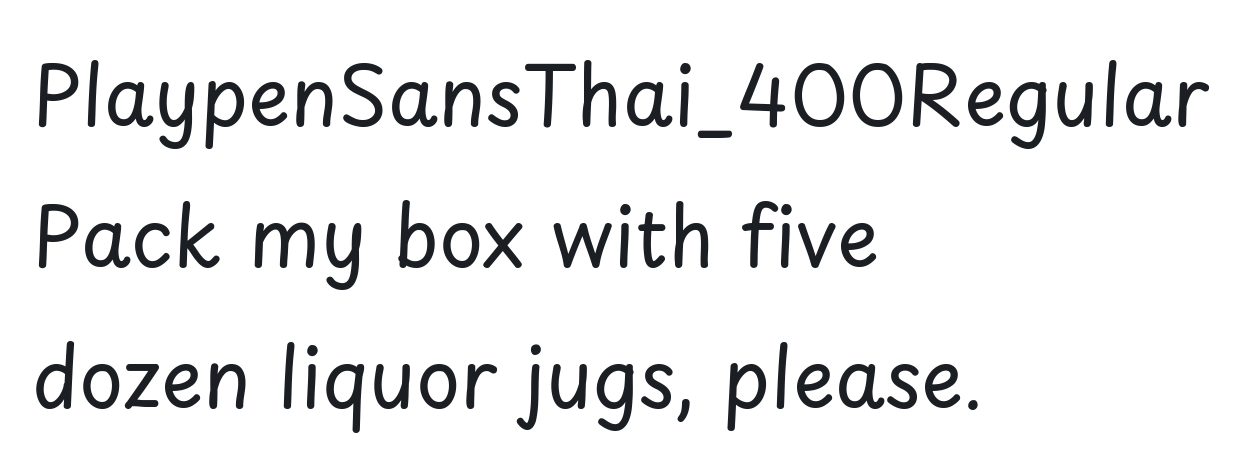 PlaypenSansThai_400Regular
Pack my box with five
dozen liquor jugs, please.